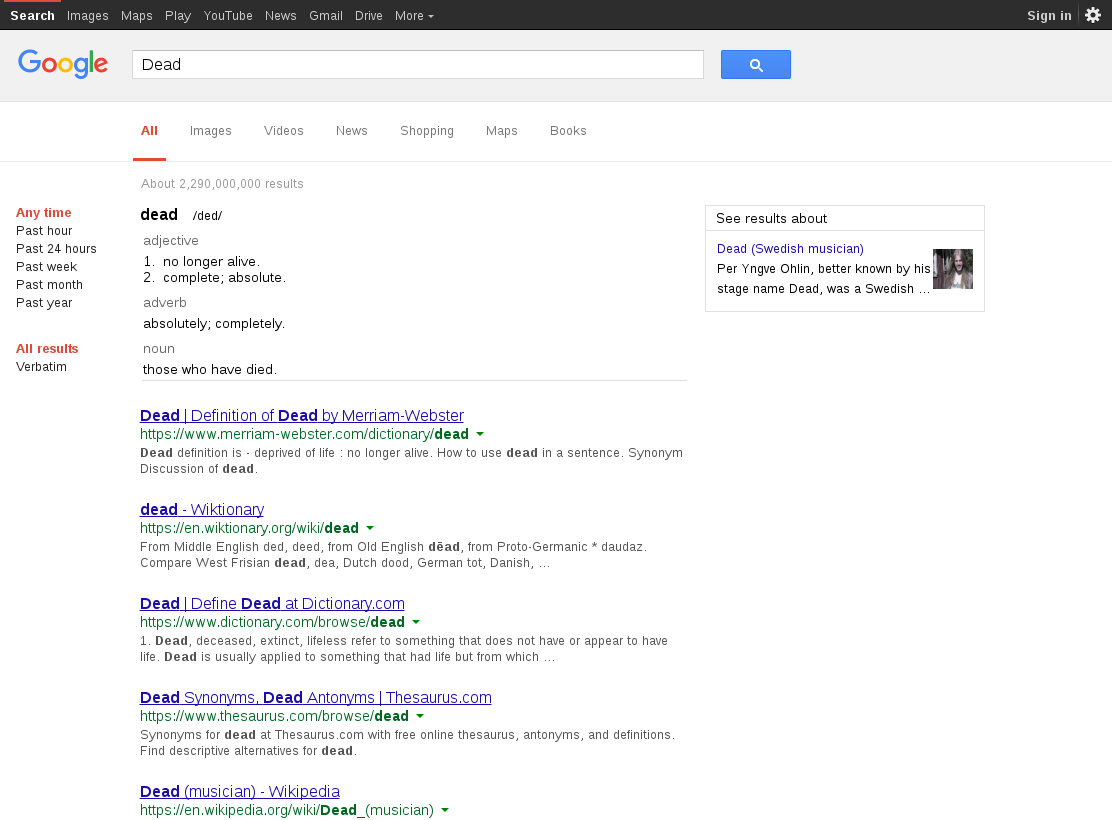 Search Images Maps Play YouTube News Gmail Drive More Sign in
Google Dead
All Images Videos News Shopping Maps Books
About 2,290,000,000 results
Any time
Past hour
Past 24 hours
Past week
Past month
Past year
All results
Verbatim
dead /ded/
adjective
1. no longer alive.
2. complete; absolute.
adverb
absolutely; completely.
noun
those who have died.
Dead | Definition of Dead by Merriam-Webster
https://www.merriam-webster.com/dictionary/dead
Dead definition is - deprived of life : no longer alive. How to use dead in a sentence. Synonym
Discussion of dead.
dead - Wiktionary
https://en.wiktionary.org/wiki/dead
From Middle English ded, deed, from Old English dēad, from Proto-Germanic * daudaz.
Compare West Frisian dead, dea, Dutch dood, German tot, Danish, ...
Dead | Define Dead at Dictionary.com
https://www.dictionary.com/browse/dead
1. Dead, deceased, extinct, lifeless refer to something that does not have or appear to have
life. Dead is usually applied to something that had life but from which ...
Dead Synonyms, Dead Antonyms | Thesaurus.com
https://www.thesaurus.com/browse/dead
Synonyms for dead at Thesaurus.com with free online thesaurus, antonyms, and definitions.
Find descriptive alternatives for dead.
Dead (musician) - Wikipedia
https://en.wikipedia.org/wiki/Dead_(musician)
See results about
Dead (Swedish musician)
Per Yngve Ohlin, better known by his
stage name Dead, was a Swedish ...